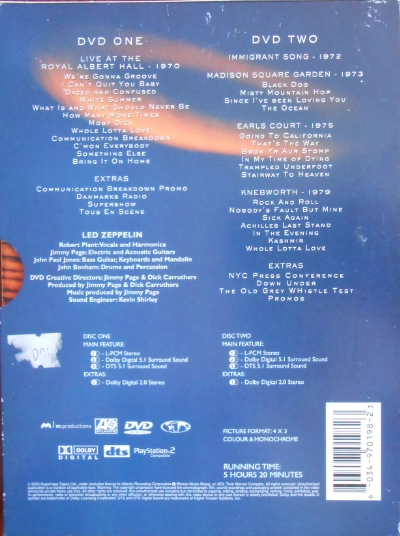 DVD ONE
LIVE AT THE
ROYAL ALBERT HALL - 1970
WE'RE GONNA GROOVE
I CAN'T QUIT YOU BABY
DAZED AND CONFUSED
WHITE SUMMER
WHAT IS AND WHAT SHOULD NEVER BE
HOW MANY MORE TIMES
MOBY DICK
WHOLE LOTTA LOVE
COMMUNICATION BREAKDOWN
C'MON EVERYBODY
SOMETHING ELSE
BRING IT ON HOME
EXTRAS
COMMUNICATION BREAKDOWN PROMO
DANMARKS RADIO
SUPERSHOW
TOUS EN SCÈNE
LED ZEPPELIN
Robert Plant: Vocals and Harmonica
Jimmy Page: Electric and Acoustic Guitars
John Paul Jones: Bass Guitar, Keyboards and Mandolin
John Bonham: Drums and Percussion
DVD Creative Directors: Jimmy Page & Dick Carruthers
Produced by Jimmy Page & Dick Carruthers
Music produced by Jimmy Page
Sound Engineer: Kevin Shirley
DVD TWO
IMMIGRANT SONG - 1972
MADISON SQUARE GARDEN - 1973
BLACK DOG
MISTY MOUNTAIN HOP
SINCE I'VE BEEN LOVING YOU
THE OCEAN
EARLS COURT - 1975
GOING TO CALIFORNIA
THAT'S THE WAY
BRON YR AUR STOMP
IN MY TIME OF DYING
TRAMPLED UNDERFOOT
STAIRWAY TO HEAVEN
KNEBWORTH - 1979
ROCK AND ROLL
NOBODY'S FAULT BUT MINE
SICK AGAIN
ACHILLES LAST STAND
IN THE EVENING
KASHMIR
WHOLE LOTTA LOVE
EXTRAS
NYC PRESS CONFERENCE
DOWN UNDER
THE OLD GREY WHISTLE TEST
PROMOS
DISC ONE
MAIN FEATURE:
- L-PCM Stereo
- Dolby Digital 5.1 Surround Sound
- DTS 5.1 Surround Sound
EXTRAS:
- Dolby Digital 2.0 Stereo
DISC TWO
MAIN FEATURE:
- L-PCM Stereo
- Dolby Digital 5.1 Surround Sound
- DTS 5.1 Surround Sound
EXTRAS:
- Dolby Digital 2.0 Stereo
DVD
VIDEO
DOLBY
DIGITAL
dts
PlayStation 2
PICTURE FORMAT: 4 X 3
COLOUR & MONOCHROME
RUNNING TIME:
5 HOURS 20 MINUTES
6 034-970198-23